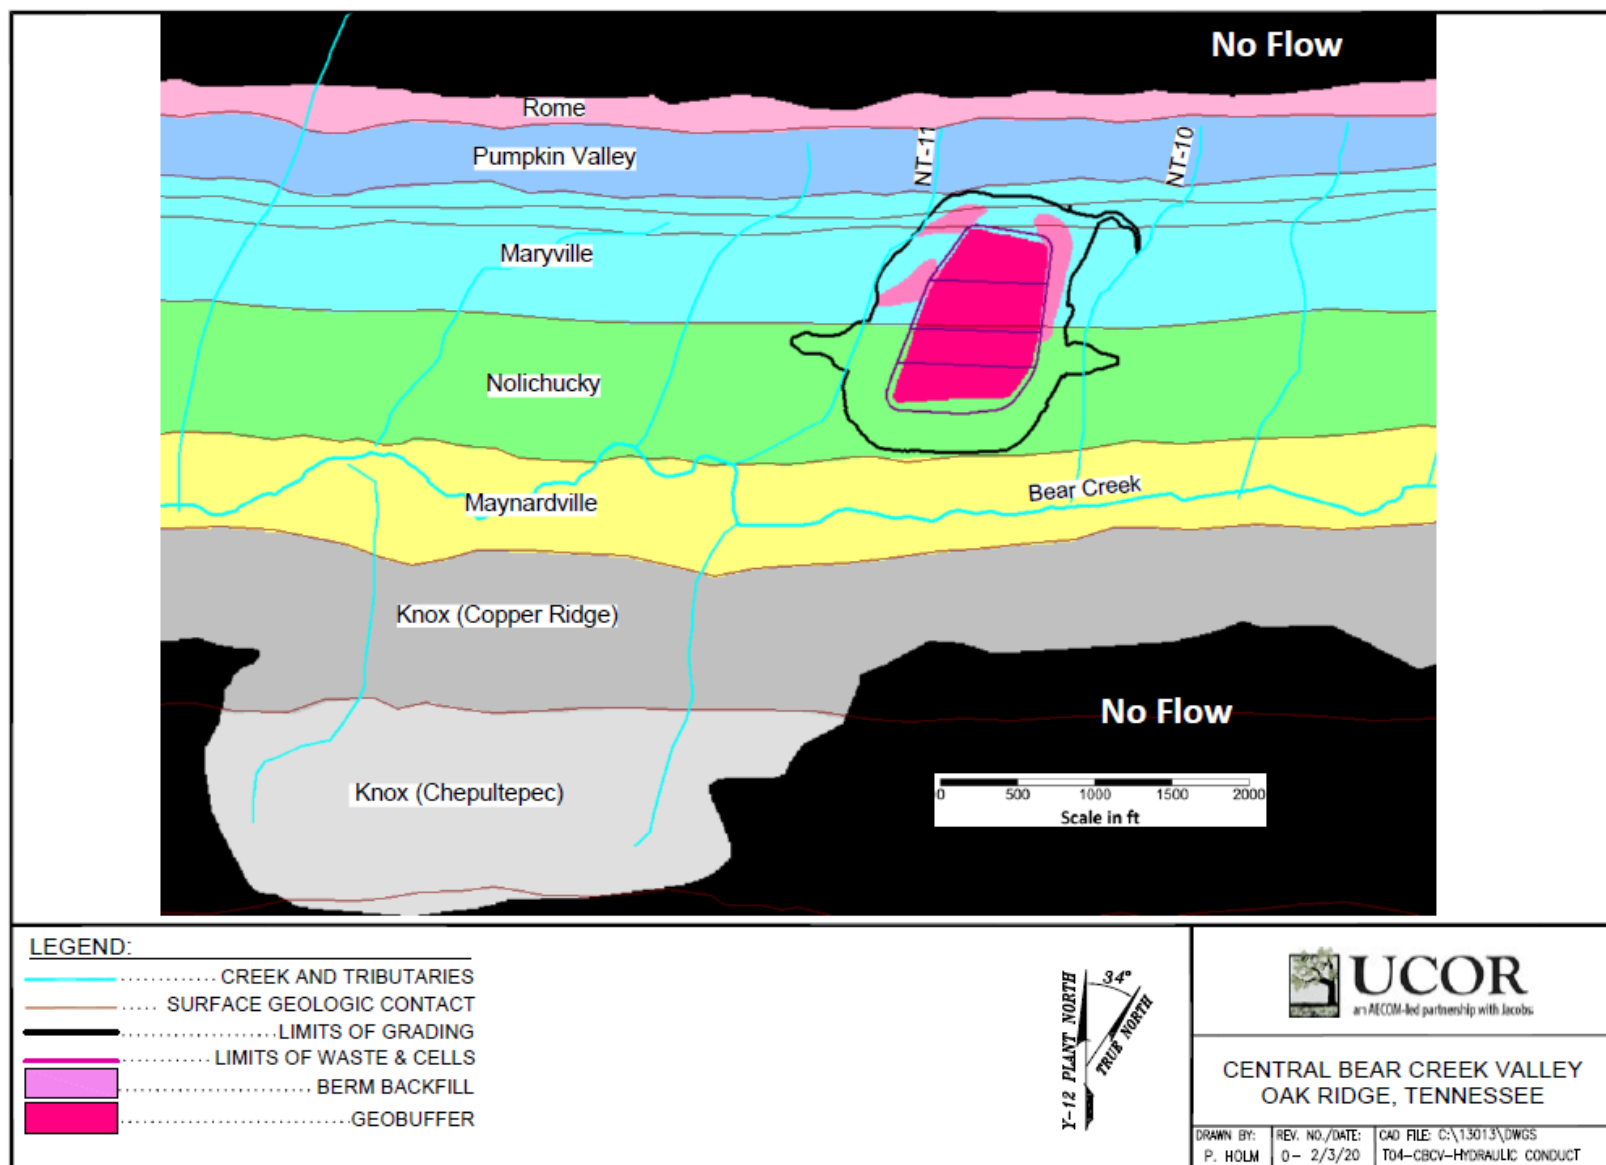 No Flow
Rome
Pumpkin Valley
NT-11
NT-10
Maryville
Nolichucky
Bear Creek
Maynardville
Knox (Copper Ridge)
No Flow
Knox (Chepultepec)
0 500 1000 1500 2000
Scale in ft
LEGEND:
CREEK AND TRIBUTARIES
SURFACE GEOLOGIC CONTACT
LIMITS OF GRADING
LIMITS OF WASTE & CELLS
BERM BACKFILL
GEOBUFFER
Y-12 PLANT NORTH
34°
TRUE NORTH
UCOR
an AECOM-led partnership with Jacobs
CENTRAL BEAR CREEK VALLEY
OAK RIDGE, TENNESSEE
DRAWN BY: REV. NO./DATE: CAD FILE: C:\13013\DWGS
P. HOLM 0- 2/3/20 T04-CBCV-HYDRAULIC CONDUCT